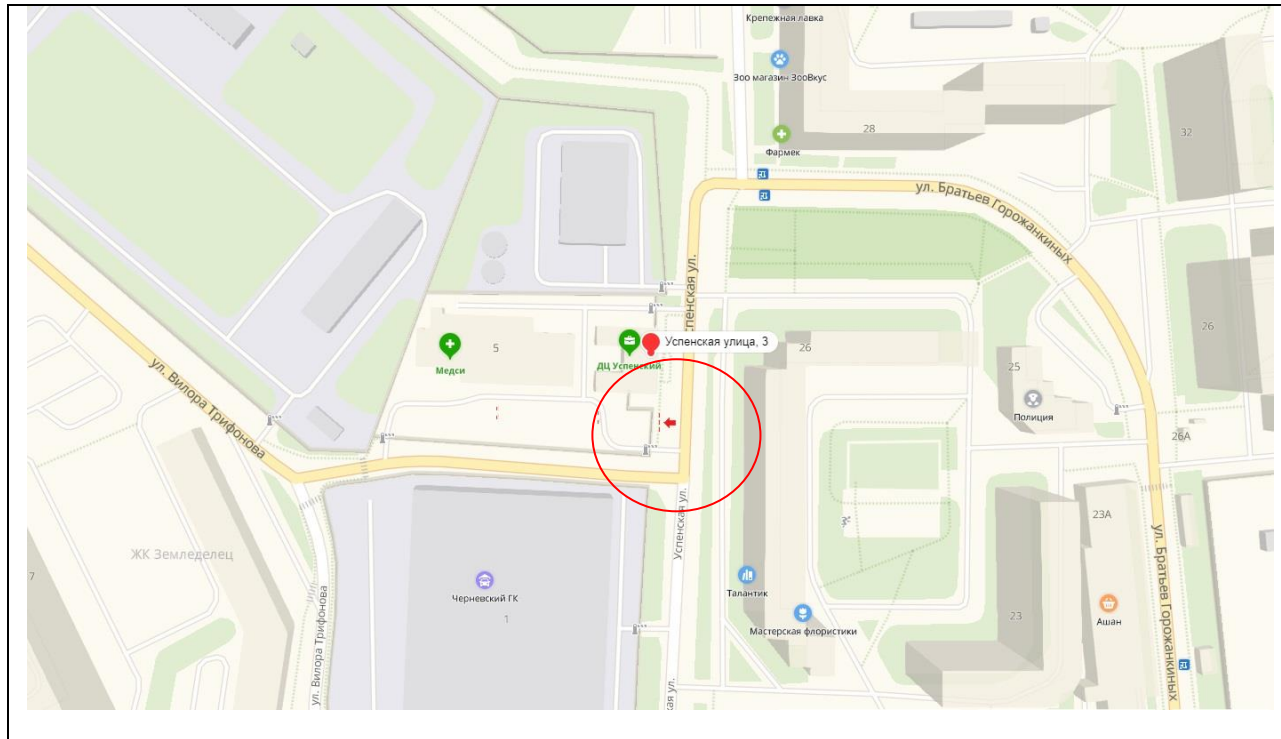 Крепежная лавка
Зоо магазин ЗооВкус
28
32
Фармек
ул. Братьев Горожанкиных
пенская ул.
Успенская улица, 3
ДЦ Успенский
5
Медси
26
26
25
Полиция
26А
ул. Вилора Трифонова
23А
Успенская ул.
ул. Братьев Горожанкиных
ЖК Земледелец
7
Черневский ГК
1
Талантик
Мастерская флористики
23
Ашан
ул. Вилора Трифонова
кая ул.